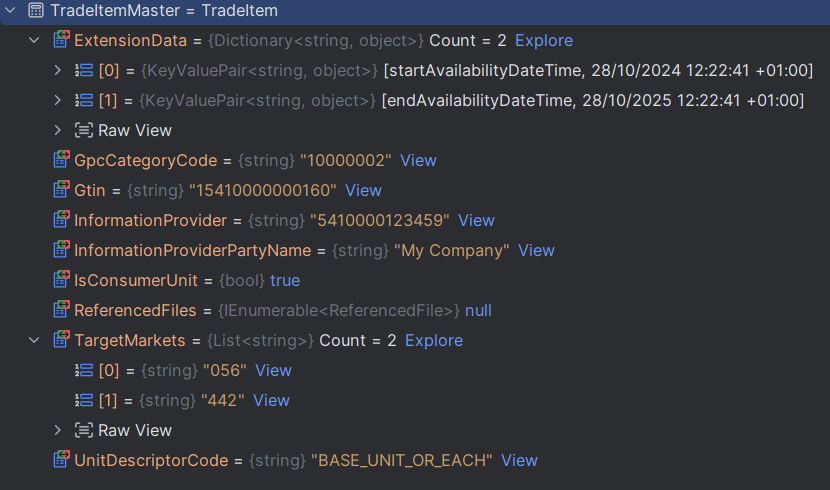 TradeItemMaster = TradeItem
ExtensionData = {Dictionary<string, object>} Count = 2 Explore
[0] = {KeyValuePair<string, object>} [startAvailabilityDateTime, 28/10/2024 12:22:41 +01:00]
[1] = {KeyValuePair<string, object>} [endAvailabilityDateTime, 28/10/2025 12:22:41 +01:00]
Raw View
GpcCategoryCode = {string} "10000002" View
Gtin = {string} "15410000000160" View
InformationProvider = {string} "5410000123459" View
InformationProviderPartyName = {string} "My Company" View
IsConsumerUnit = {bool} true
ReferencedFiles = {IEnumerable<ReferencedFile>} null
TargetMarkets = {List<string>} Count = 2 Explore
[0] = {string} "056" View
[1] = {string} "442" View
Raw View
UnitDescriptorCode = {string} "BASE_UNIT_OR_EACH" View